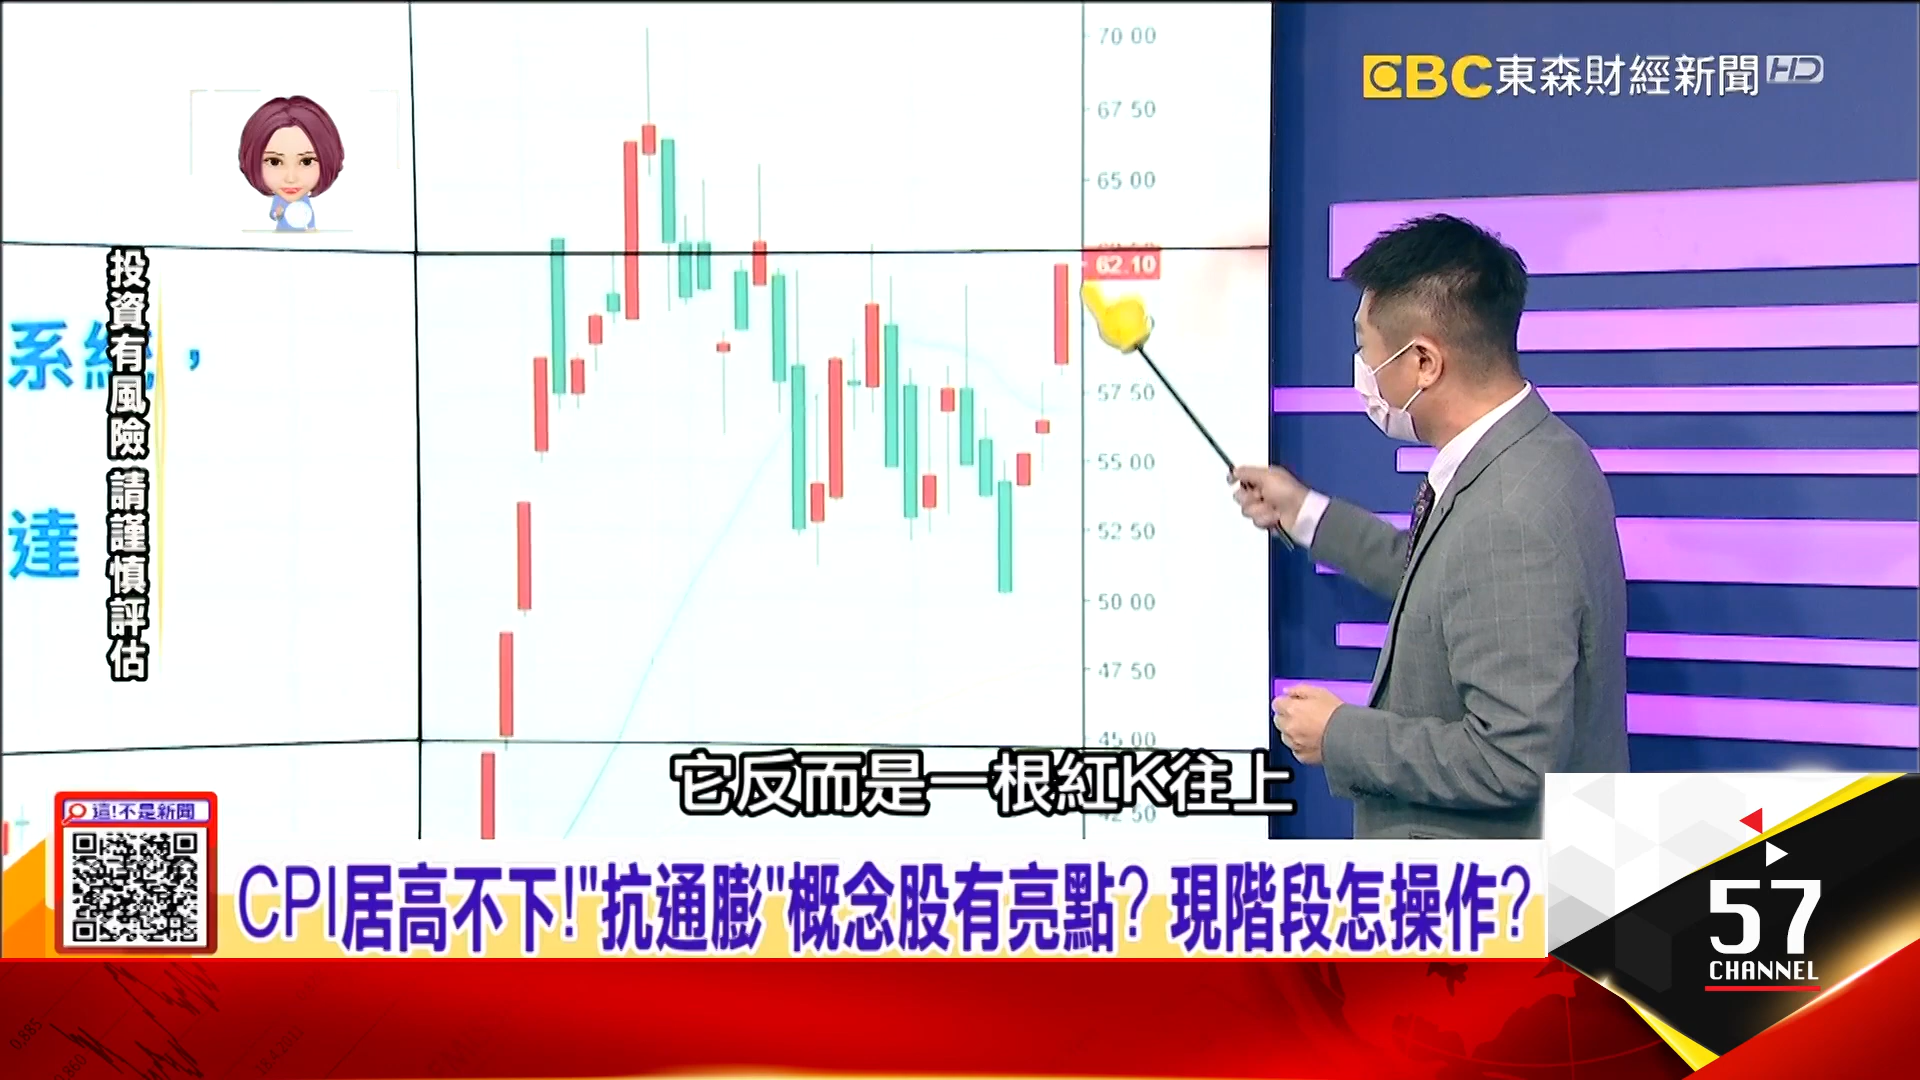 EBC東森財經新聞HD
70 00
67 50
65 00
62.10
57 50
55 00
52 50
50 00
47 50
45 00
42 50
投資有風險 請謹慎評估
達
它反而是一根紅K往上
這!不是新聞
CPI居高不下!"抗通膨"概念股有亮點? 現階段怎操作?
57
CHANNEL